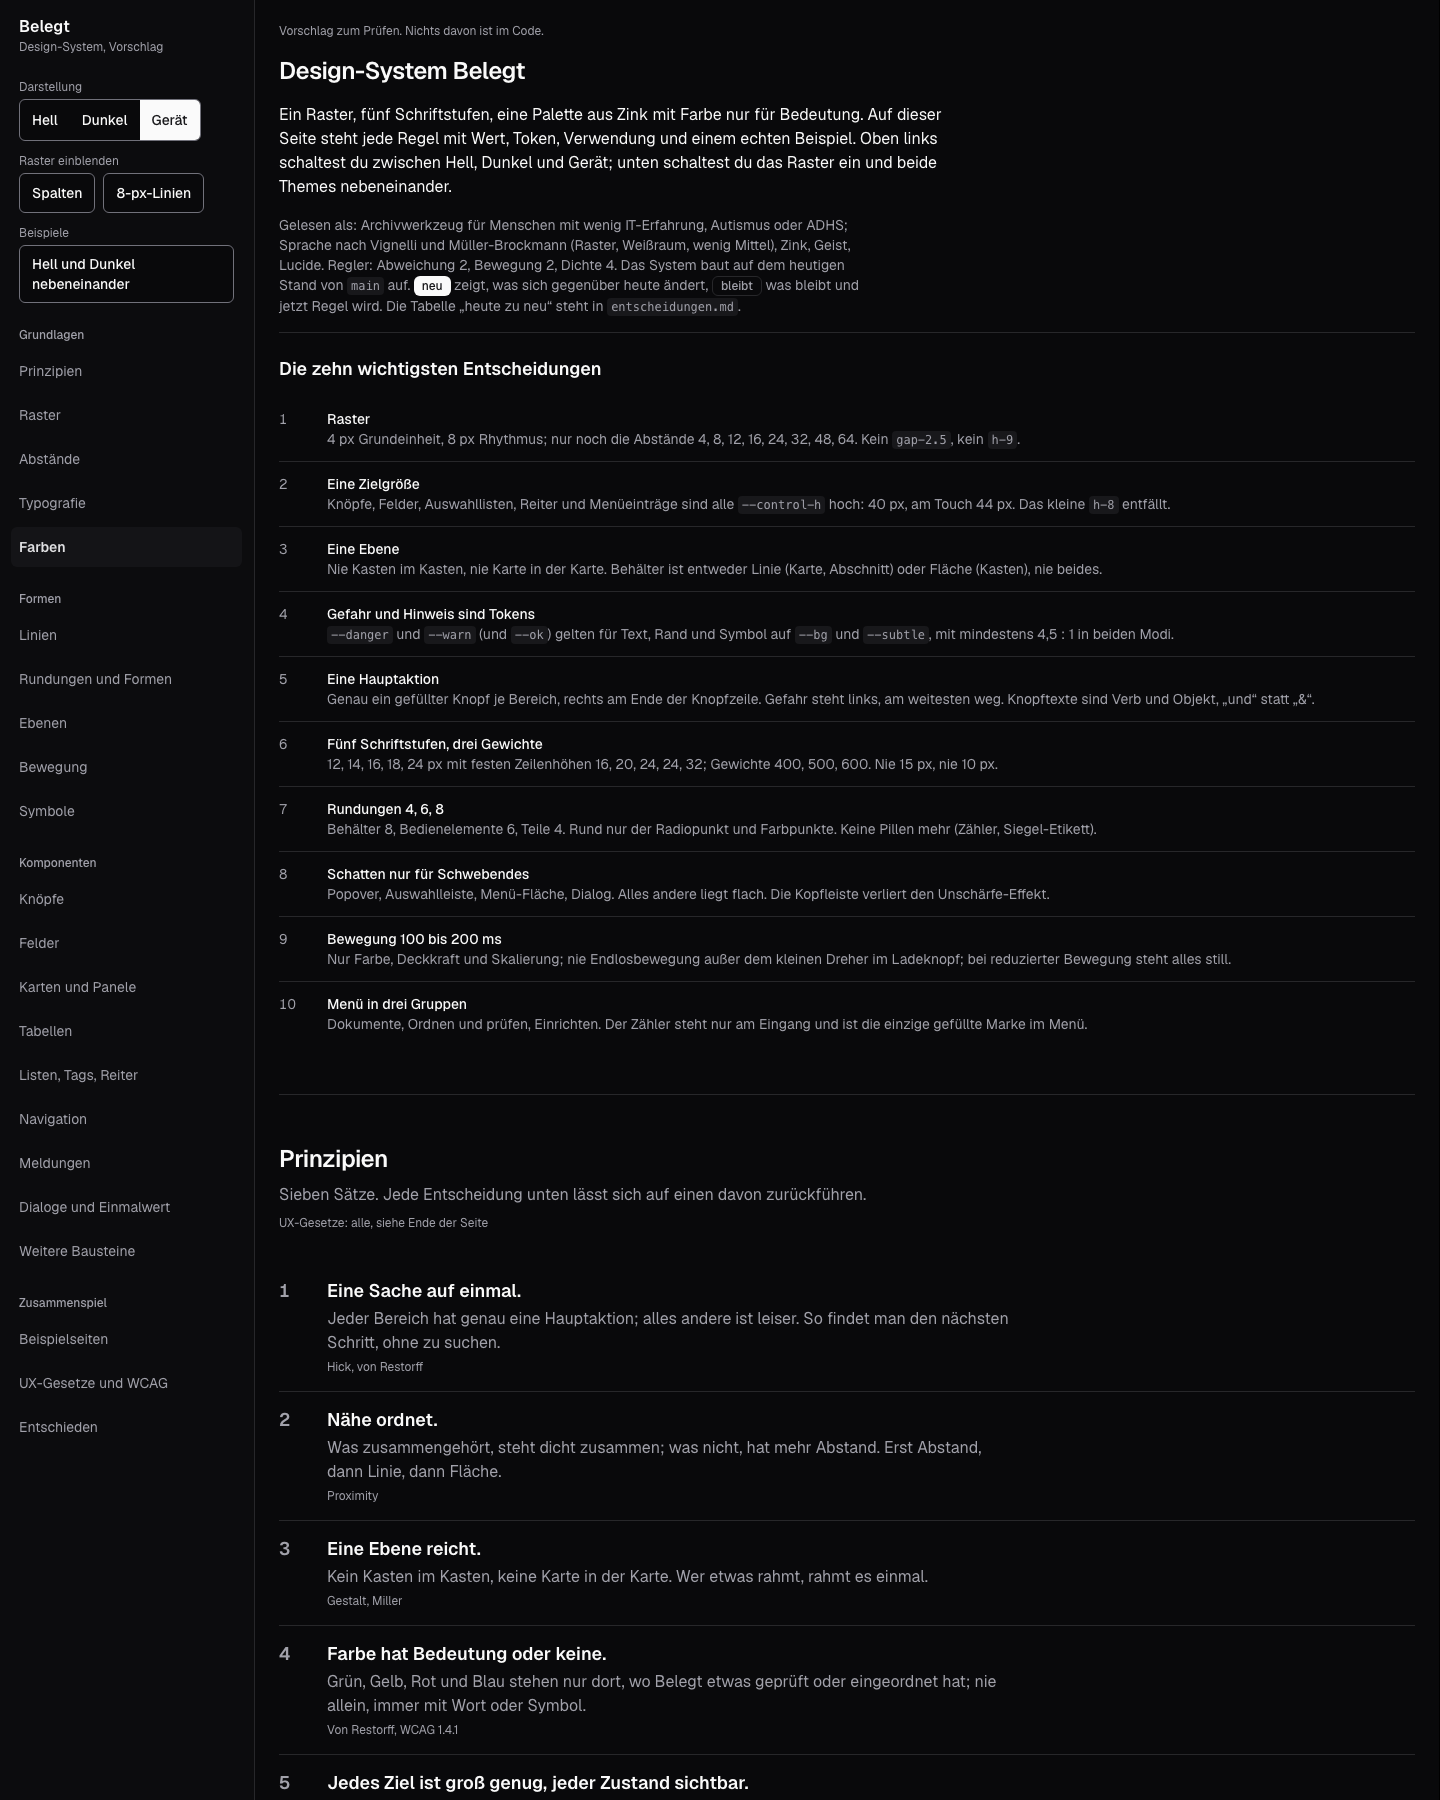 Belegt
Design-System, Vorschlag
Darstellung
Hell Dunkel Gerät
Raster einblenden
Spalten 8-px-Linien
Beispiele
Hell und Dunkel
nebeneinander
Grundlagen
Prinzipien
Raster
Abstände
Typografie
Farben
Formen
Linien
Rundungen und Formen
Ebenen
Bewegung
Symbole
Komponenten
Knöpfe
Felder
Karten und Panele
Tabellen
Listen, Tags, Reiter
Navigation
Meldungen
Dialoge und Einmalwert
Weitere Bausteine
Zusammenspiel
Beispielseiten
UX-Gesetze und WCAG
Entschieden
Vorschlag zum Prüfen. Nichts davon ist im Code.
Design-System Belegt
Ein Raster, fünf Schriftstufen, eine Palette aus Zink mit Farbe nur für Bedeutung. Auf dieser
Seite steht jede Regel mit Wert, Token, Verwendung und einem echten Beispiel. Oben links
schaltest du zwischen Hell, Dunkel und Gerät; unten schaltest du das Raster ein und beide
Themes nebeneinander.
Gelesen als: Archivwerkzeug für Menschen mit wenig IT-Erfahrung, Autismus oder ADHS;
Sprache nach Vignelli und Müller-Brockmann (Raster, Weißraum, wenig Mittel), Zink, Geist,
Lucide. Regler: Abweichung 2, Bewegung 2, Dichte 4. Das System baut auf dem heutigen
Stand von main auf. neu zeigt, was sich gegenüber heute ändert, bleibt was bleibt und
jetzt Regel wird. Die Tabelle „heute zu neu“ steht in entscheidungen.md.
Die zehn wichtigsten Entscheidungen
1 Raster
4 px Grundeinheit, 8 px Rhythmus; nur noch die Abstände 4, 8, 12, 16, 24, 32, 48, 64. Kein gap-2.5, kein h-9.
2 Eine Zielgröße
Knöpfe, Felder, Auswahllisten, Reiter und Menüeinträge sind alle --control-h hoch: 40 px, am Touch 44 px. Das kleine h-8 entfällt.
3 Eine Ebene
Nie Kasten im Kasten, nie Karte in der Karte. Behälter ist entweder Linie (Karte, Abschnitt) oder Fläche (Kasten), nie beides.
4 Gefahr und Hinweis sind Tokens
--danger und --warn (und --ok) gelten für Text, Rand und Symbol auf --bg und --subtle, mit mindestens 4,5 : 1 in beiden Modi.
5 Eine Hauptaktion
Genau ein gefüllter Knopf je Bereich, rechts am Ende der Knopfzeile. Gefahr steht links, am weitesten weg. Knopftexte sind Verb und Objekt, „und“ statt „&“.
6 Fünf Schriftstufen, drei Gewichte
12, 14, 16, 18, 24 px mit festen Zeilenhöhen 16, 20, 24, 24, 32; Gewichte 400, 500, 600. Nie 15 px, nie 10 px.
7 Rundungen 4, 6, 8
Behälter 8, Bedienelemente 6, Teile 4. Rund nur der Radiopunkt und Farbpunkte. Keine Pillen mehr (Zähler, Siegel-Etikett).
8 Schatten nur für Schwebendes
Popover, Auswahlleiste, Menü-Fläche, Dialog. Alles andere liegt flach. Die Kopfleiste verliert den Unschärfe-Effekt.
9 Bewegung 100 bis 200 ms
Nur Farbe, Deckkraft und Skalierung; nie Endlosbewegung außer dem kleinen Dreher im Ladeknopf; bei reduzierter Bewegung steht alles still.
10 Menü in drei Gruppen
Dokumente, Ordnen und prüfen, Einrichten. Der Zähler steht nur am Eingang und ist die einzige gefüllte Marke im Menü.
Prinzipien
Sieben Sätze. Jede Entscheidung unten lässt sich auf einen davon zurückführen.
UX-Gesetze: alle, siehe Ende der Seite
1 Eine Sache auf einmal.
Jeder Bereich hat genau eine Hauptaktion; alles andere ist leiser. So findet man den nächsten
Schritt, ohne zu suchen.
Hick, von Restorff
2 Nähe ordnet.
Was zusammengehört, steht dicht zusammen; was nicht, hat mehr Abstand. Erst Abstand,
dann Linie, dann Fläche.
Proximity
3 Eine Ebene reicht.
Kein Kasten im Kasten, keine Karte in der Karte. Wer etwas rahmt, rahmt es einmal.
Gestalt, Miller
4 Farbe hat Bedeutung oder keine.
Grün, Gelb, Rot und Blau stehen nur dort, wo Belegt etwas geprüft oder eingeordnet hat; nie
allein, immer mit Wort oder Symbol.
Von Restorff, WCAG 1.4.1
5 Jedes Ziel ist groß genug, jeder Zustand sichtbar.